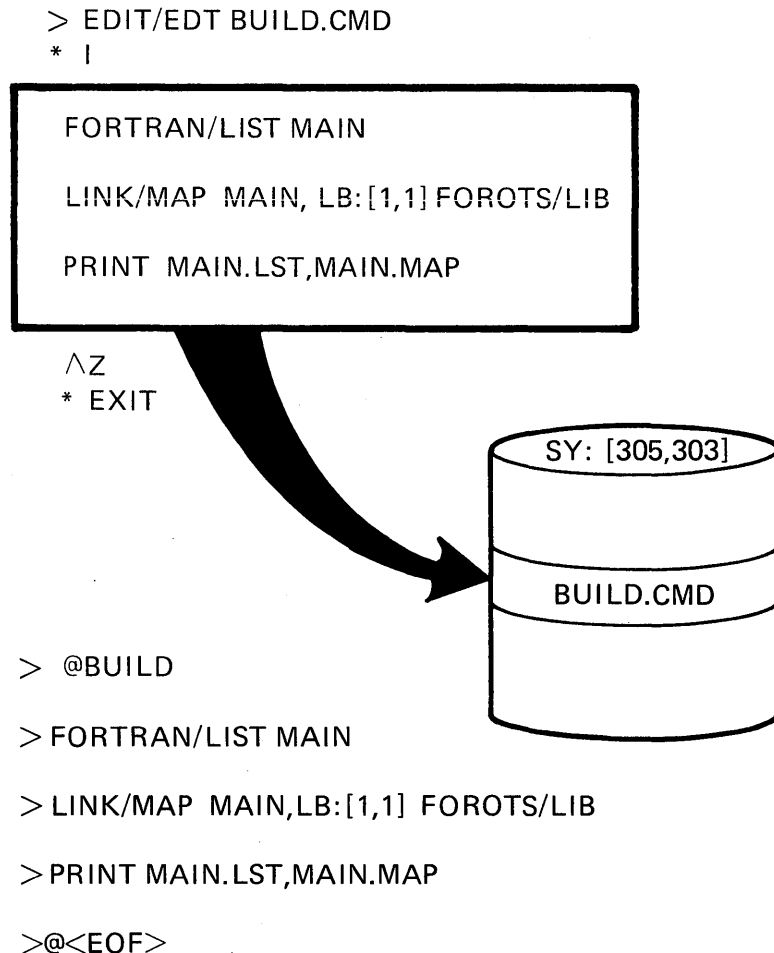 > EDIT/EDT BUILD.CMD
* I
FORTRAN/LIST MAIN
LINK/MAP MAIN, LB:[1,1] FOROTS/LIB
PRINT MAIN.LST,MAIN.MAP
^Z
* EXIT
SY: [305,303]
BUILD.CMD
> @BUILD
> FORTRAN/LIST MAIN
> LINK/MAP MAIN,LB:[1,1] FOROTS/LIB
> PRINT MAIN.LST,MAIN.MAP
>@<EOF>